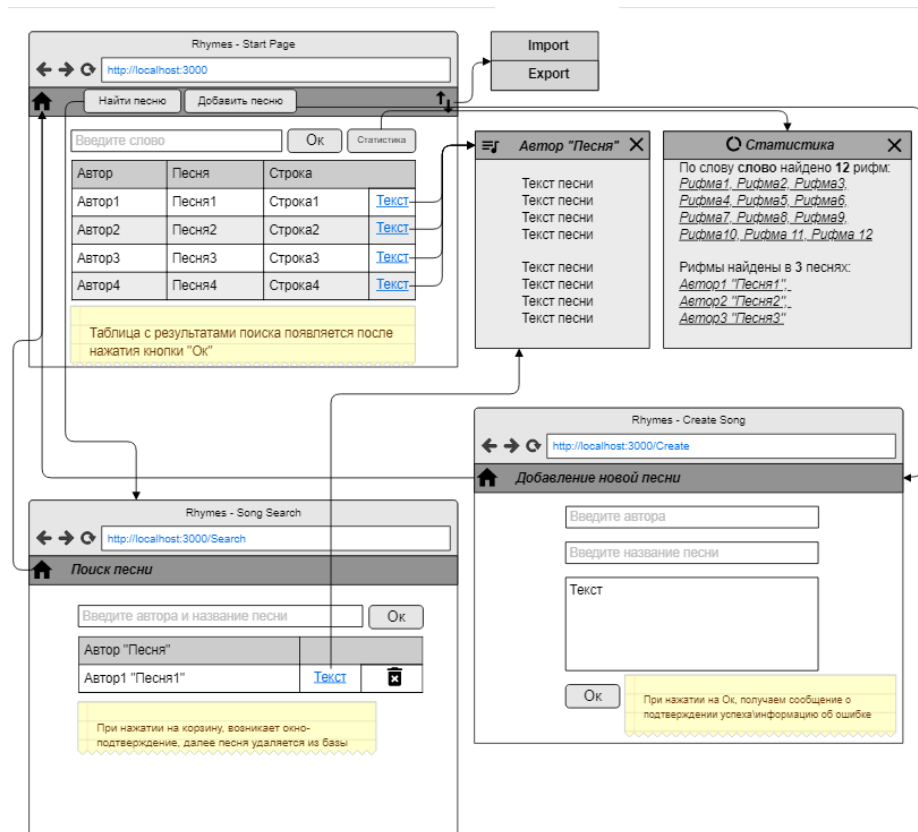 Rhymes - Start Page
http://localhost:3000
Найти песню
Добавить песню
Введите слово
Ок
Статистика
Автор Песня Строка
Автор1 Песня1 Строка1 Текст
Автор2 Песня2 Строка2 Текст
Автор3 Песня3 Строка3 Текст
Автор4 Песня4 Строка4 Текст
Таблица с результатами поиска появляется после
нажатия кнопки "Ок"
Import
Export
Автор "Песня"
Текст песни
Текст песни
Текст песни
Текст песни
Текст песни
Текст песни
Текст песни
Текст песни
Статистика
По слову слово найдено 12 рифм:
Рифма1, Рифма2, Рифма3,
Рифма4, Рифма5, Рифма6,
Рифма7, Рифма8, Рифма9,
Рифма10, Рифма 11, Рифма 12
Рифмы найдены в 3 песнях:
Автор1 "Песня1",
Автор2 "Песня2",
Автор3 "Песня3"
Rhymes - Song Search
http://localhost:3000/Search
Поиск песни
Введите автора и название песни
Ок
Автор "Песня"
Автор1 "Песня1" Текст
При нажатии на корзину, возникает окно-
подтверждение, далее песня удаляется из базы
Rhymes - Create Song
http://localhost:3000/Create
Добавление новой песни
Введите автора
Введите название песни
Текст
Ок
При нажатии на Ок, получаем сообщение о
подтверждении успеха\информацию об ошибке